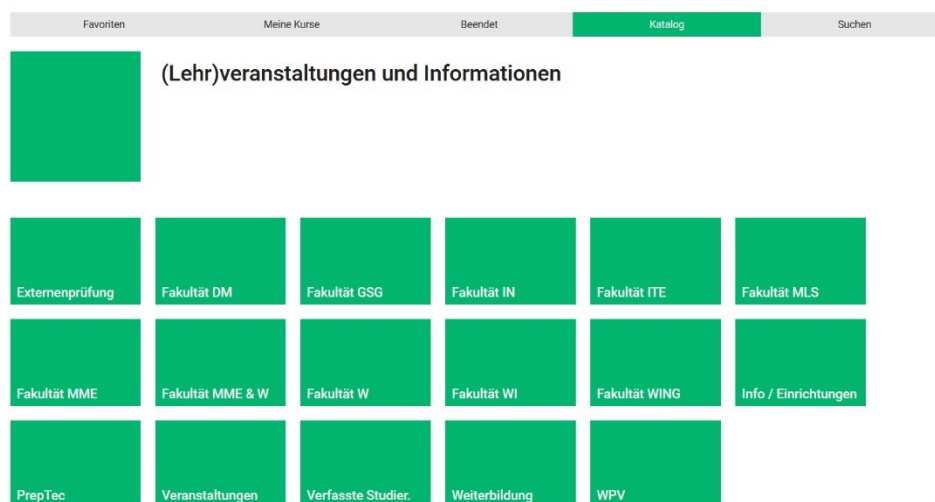 Favoriten Meine Kurse Beendet Katalog Suchen
(Lehr)veranstaltungen und Informationen
Externenprüfung Fakultät DM Fakultät GSG Fakultät IN Fakultät ITE Fakultät MLS
Fakultät MME Fakultät MME & W Fakultät W Fakultät WI Fakultät WING Info / Einrichtungen
PrepTec Veranstaltungen Verfasste Studier. Weiterbildung WPV